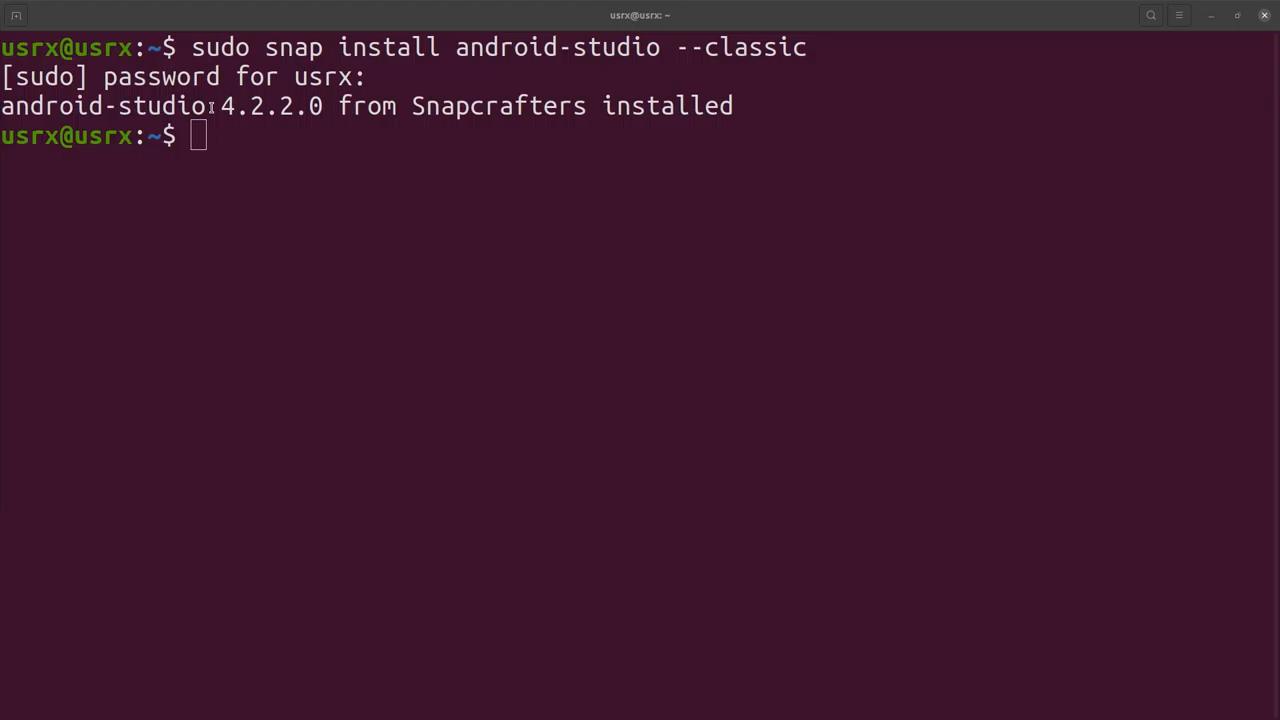 usrx@usrx: ~
usrx@usrx:~$ sudo snap install android-studio --classic
[sudo] password for usrx:
android-studio 4.2.2.0 from Snapcrafters installed
usrx@usrx:~$